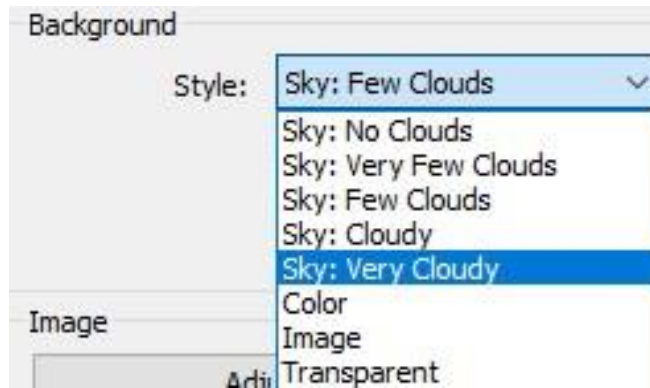 Background
Style: Sky: Few Clouds
Sky: No Clouds
Sky: Very Few Clouds
Sky: Few Clouds
Sky: Cloudy
Sky: Very Cloudy
Color
Image
Image
Transparent